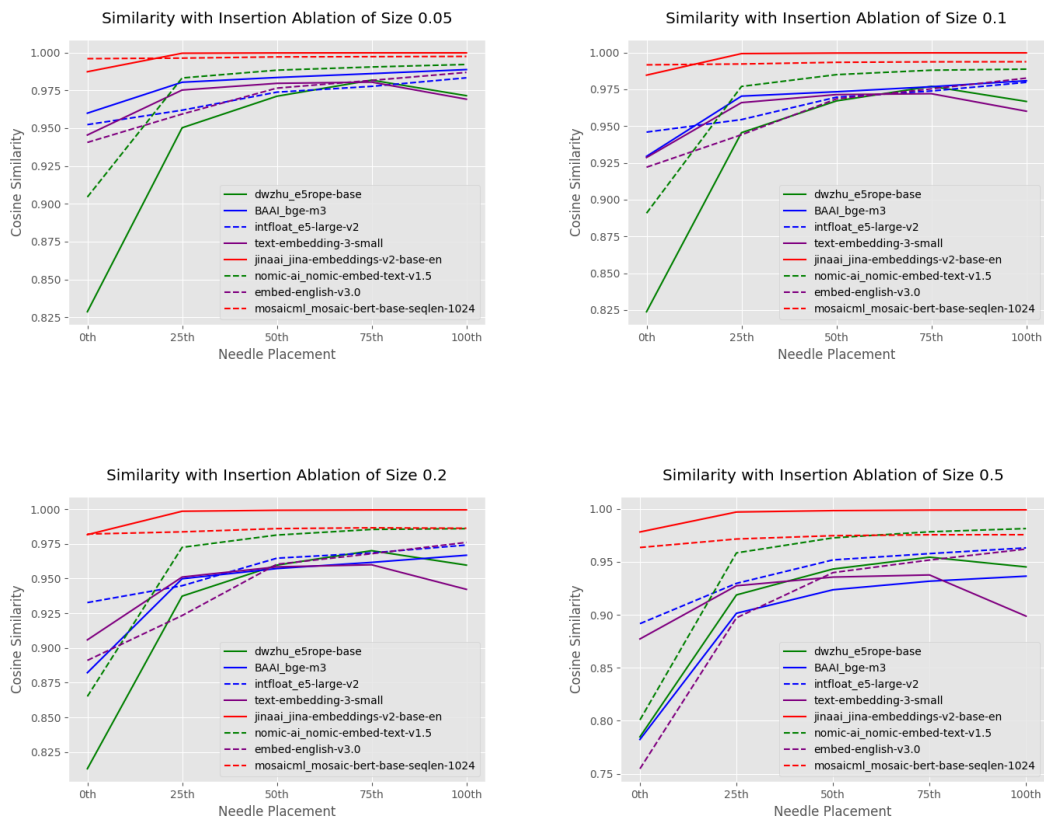 Similarity with Insertion Ablation of Size 0.05
1.000
0.975
0.950
0.925
0.900
0.875
0.850
0.825
Cosine Similarity
dwzhu_e5rope-base
BAAI_bge-m3
intfloat_e5-large-v2
text-embedding-3-small
jinaai_jina-embeddings-v2-base-en
nomic-ai_nomic-embed-text-v1.5
embed-english-v3.0
mosaicml_mosaic-bert-base-seqlen-1024
0th 25th 50th 75th 100th
Needle Placement
Similarity with Insertion Ablation of Size 0.1
1.000
0.975
0.950
0.925
0.900
0.875
0.850
0.825
Cosine Similarity
dwzhu_e5rope-base
BAAI_bge-m3
intfloat_e5-large-v2
text-embedding-3-small
jinaai_jina-embeddings-v2-base-en
nomic-ai_nomic-embed-text-v1.5
embed-english-v3.0
mosaicml_mosaic-bert-base-seqlen-1024
0th 25th 50th 75th 100th
Needle Placement
Similarity with Insertion Ablation of Size 0.2
1.000
0.975
0.950
0.925
0.900
0.875
0.850
0.825
Cosine Similarity
dwzhu_e5rope-base
BAAI_bge-m3
intfloat_e5-large-v2
text-embedding-3-small
jinaai_jina-embeddings-v2-base-en
nomic-ai_nomic-embed-text-v1.5
embed-english-v3.0
mosaicml_mosaic-bert-base-seqlen-1024
0th 25th 50th 75th 100th
Needle Placement
Similarity with Insertion Ablation of Size 0.5
1.00
0.95
0.90
0.85
0.80
0.75
Cosine Similarity
dwzhu_e5rope-base
BAAI_bge-m3
intfloat_e5-large-v2
text-embedding-3-small
jinaai_jina-embeddings-v2-base-en
nomic-ai_nomic-embed-text-v1.5
embed-english-v3.0
mosaicml_mosaic-bert-base-seqlen-1024
0th 25th 50th 75th 100th
Needle Placement